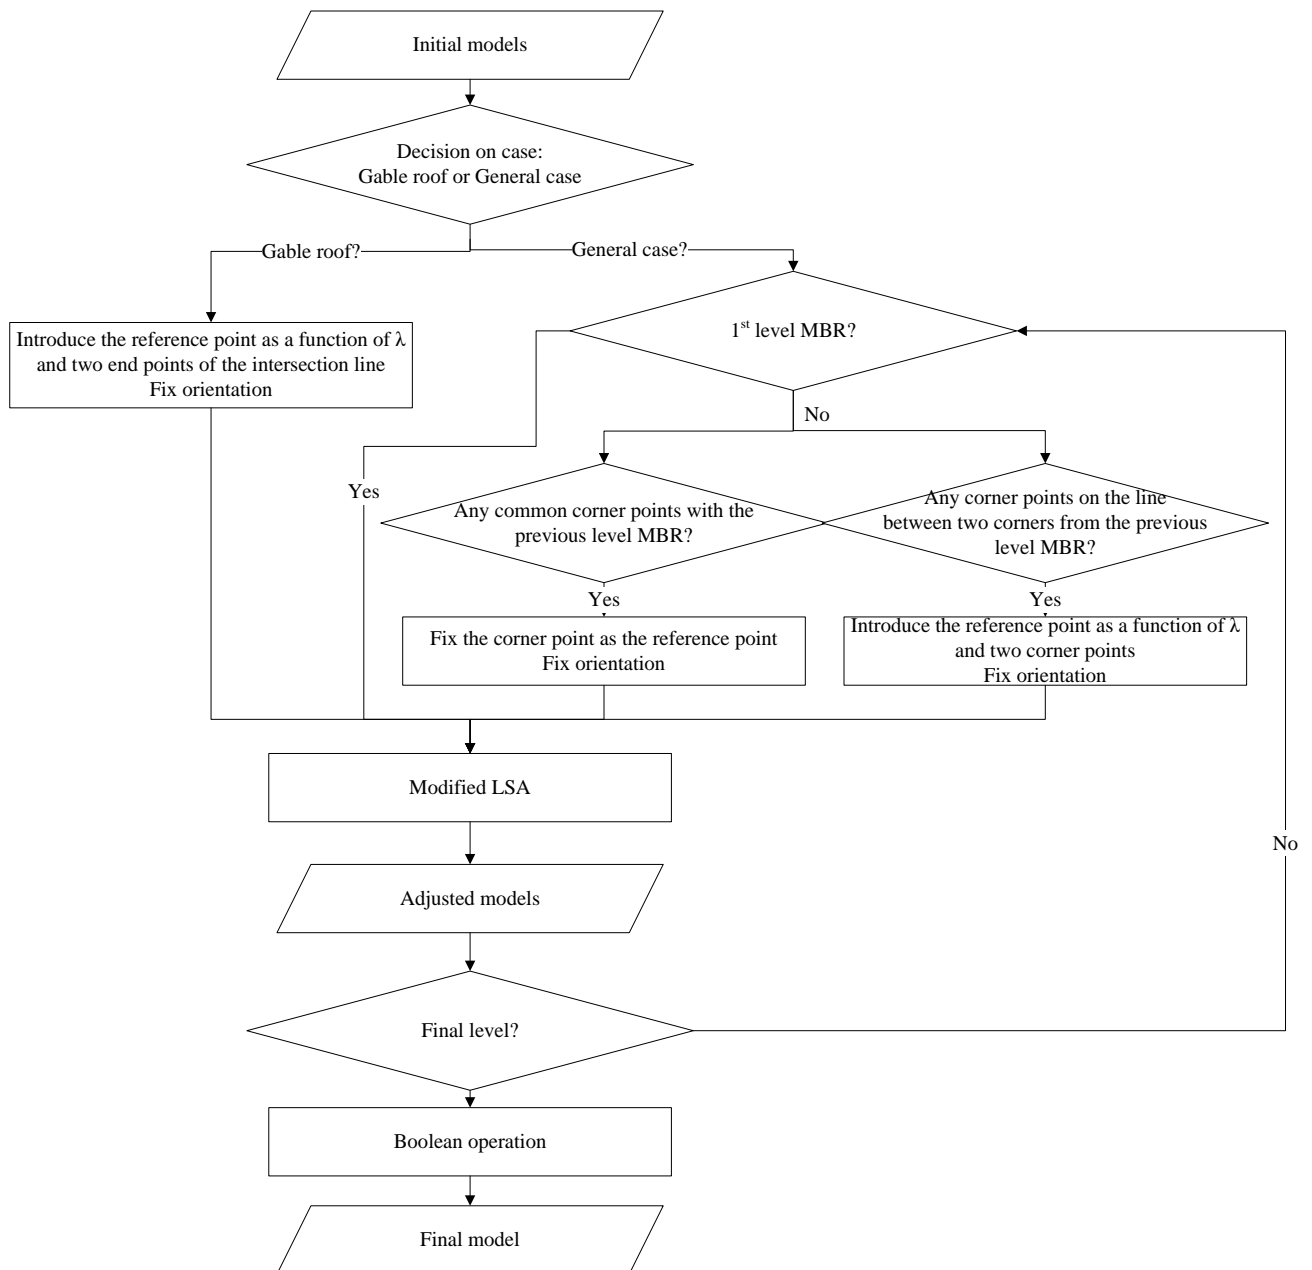 Initial models
Decision on case:
Gable roof or General case
Gable roof?
General case?
1st level MBR?
Introduce the reference point as a function of λ
and two end points of the intersection line
Fix orientation
No
Yes
Any common corner points with the
previous level MBR?
Any corner points on the line
between two corners from the previous
level MBR?
Yes
Yes
Fix the corner point as the reference point
Fix orientation
Introduce the reference point as a function of λ
and two corner points
Fix orientation
Modified LSA
No
Adjusted models
Final level?
Boolean operation
Final model